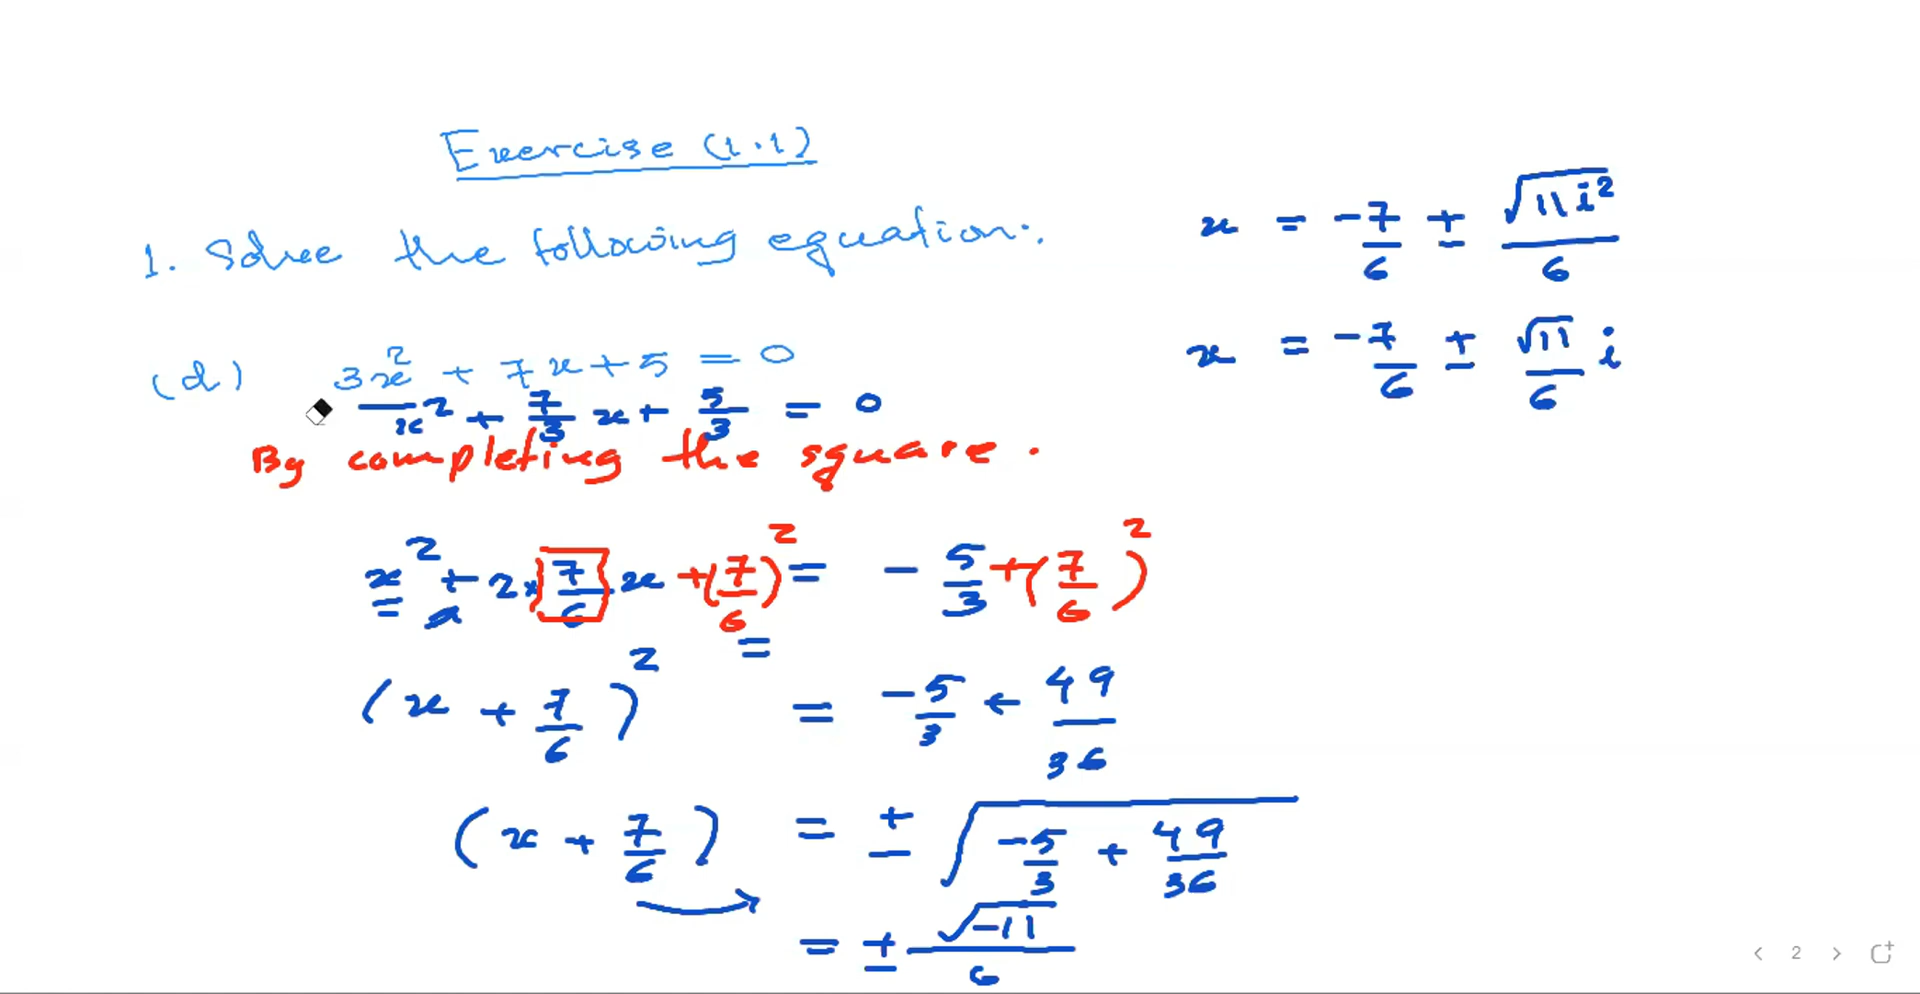 Exercise (1.1)
1. Solve the following equation:.
(d) 3x² + 7x + 5 = 0
x² + 7/3 x + 5/3 = 0
By completing the square.
x² + 2 × 7/6 x + (7/6)² = - 5/3 + (7/6)²
=
(x + 7/6)² = -5/3 + 49/36
(x + 7/6) = ± √(-5/3 + 49/36)
= ± √-11/6
x = -7/6 ± √11i²/6
x = -7/6 ± √11/6 i
2